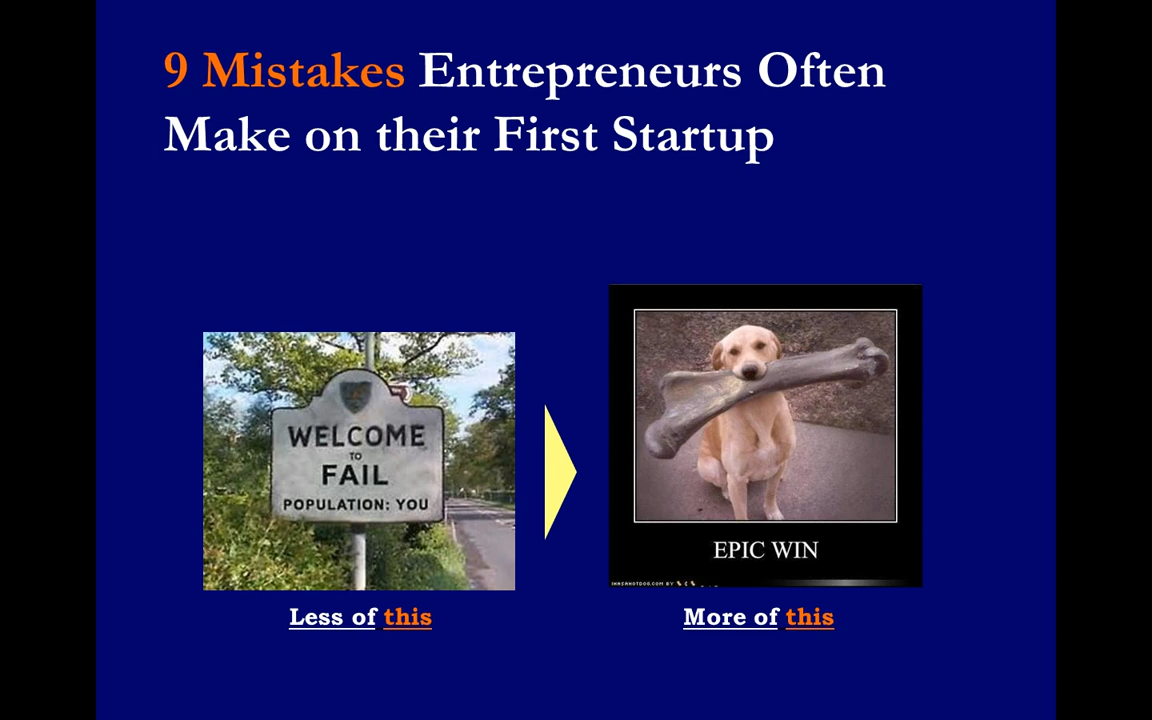 9 Mistakes Entrepreneurs Often
Make on their First Startup
WELCOME
TO
FAIL
POPULATION: YOU
EPIC WIN
Less of this
More of this